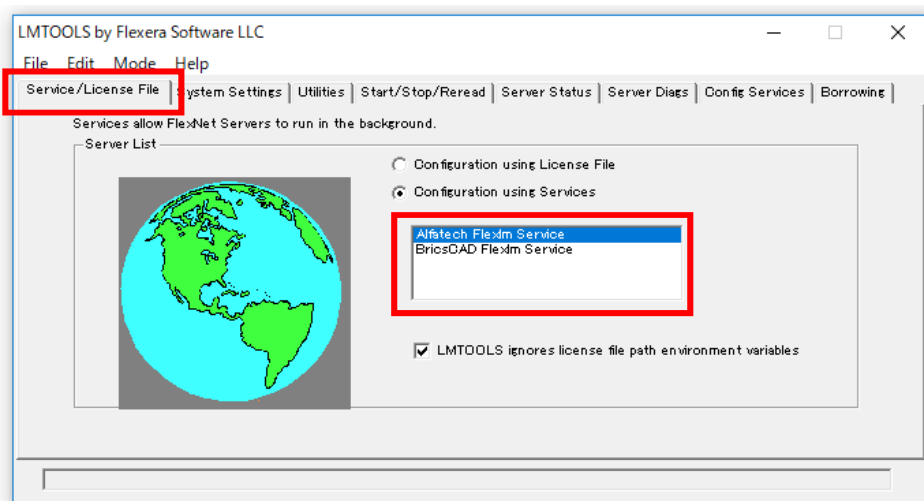 LMTOOLS by Flexera Software LLC
File Edit Mode Help
Service/License File System Settings Utilities Start/Stop/Reread Server Status Server Diags Config Services Borrowing
Services allow FlexNet Servers to run in the background.
Server List
Configuration using License File
Configuration using Services
Alfatech Flexlm Service
BricsCAD Flexlm Service
LMTOOLS ignores license file path environment variables